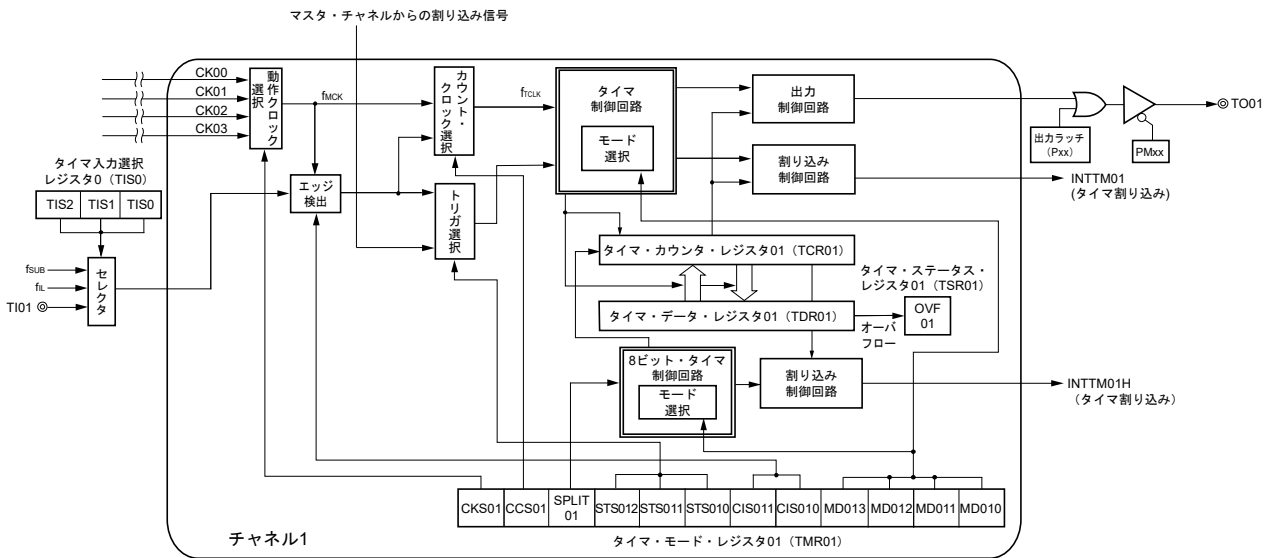 マスタ・チャネルからの割り込み信号
CK00
CK01
CK02
CK03
動作クロック
選択
fMCK
カウント・
クロック選択
fTCLK
タイマ
制御回路
モード
選択
出力
制御回路
出力ラッチ
(Pxx)
PMxx
TO01
割り込み
制御回路
INTTM01
(タイマ割り込み)
タイマ入力選択
レジスタ0(TIS0)
TIS2
TIS1
TIS0
エッジ
検出
トリガ選択
fSUB
fIL
TI01
セレクタ
タイマ・カウンタ・レジスタ01(TCR01)
タイマ・ステータス・
レジスタ01(TSR01)
タイマ・データ・レジスタ01(TDR01)
オーバ
フロー
OVF
01
8ビット・タイマ
制御回路
モード
選択
割り込み
制御回路
INTTM01H
(タイマ割り込み)
CKS01
CCS01
SPLIT
01
STS012
STS011
STS010
CIS011
CIS010
MD013
MD012
MD011
MD010
チャネル1
タイマ・モード・レジスタ01(TMR01)